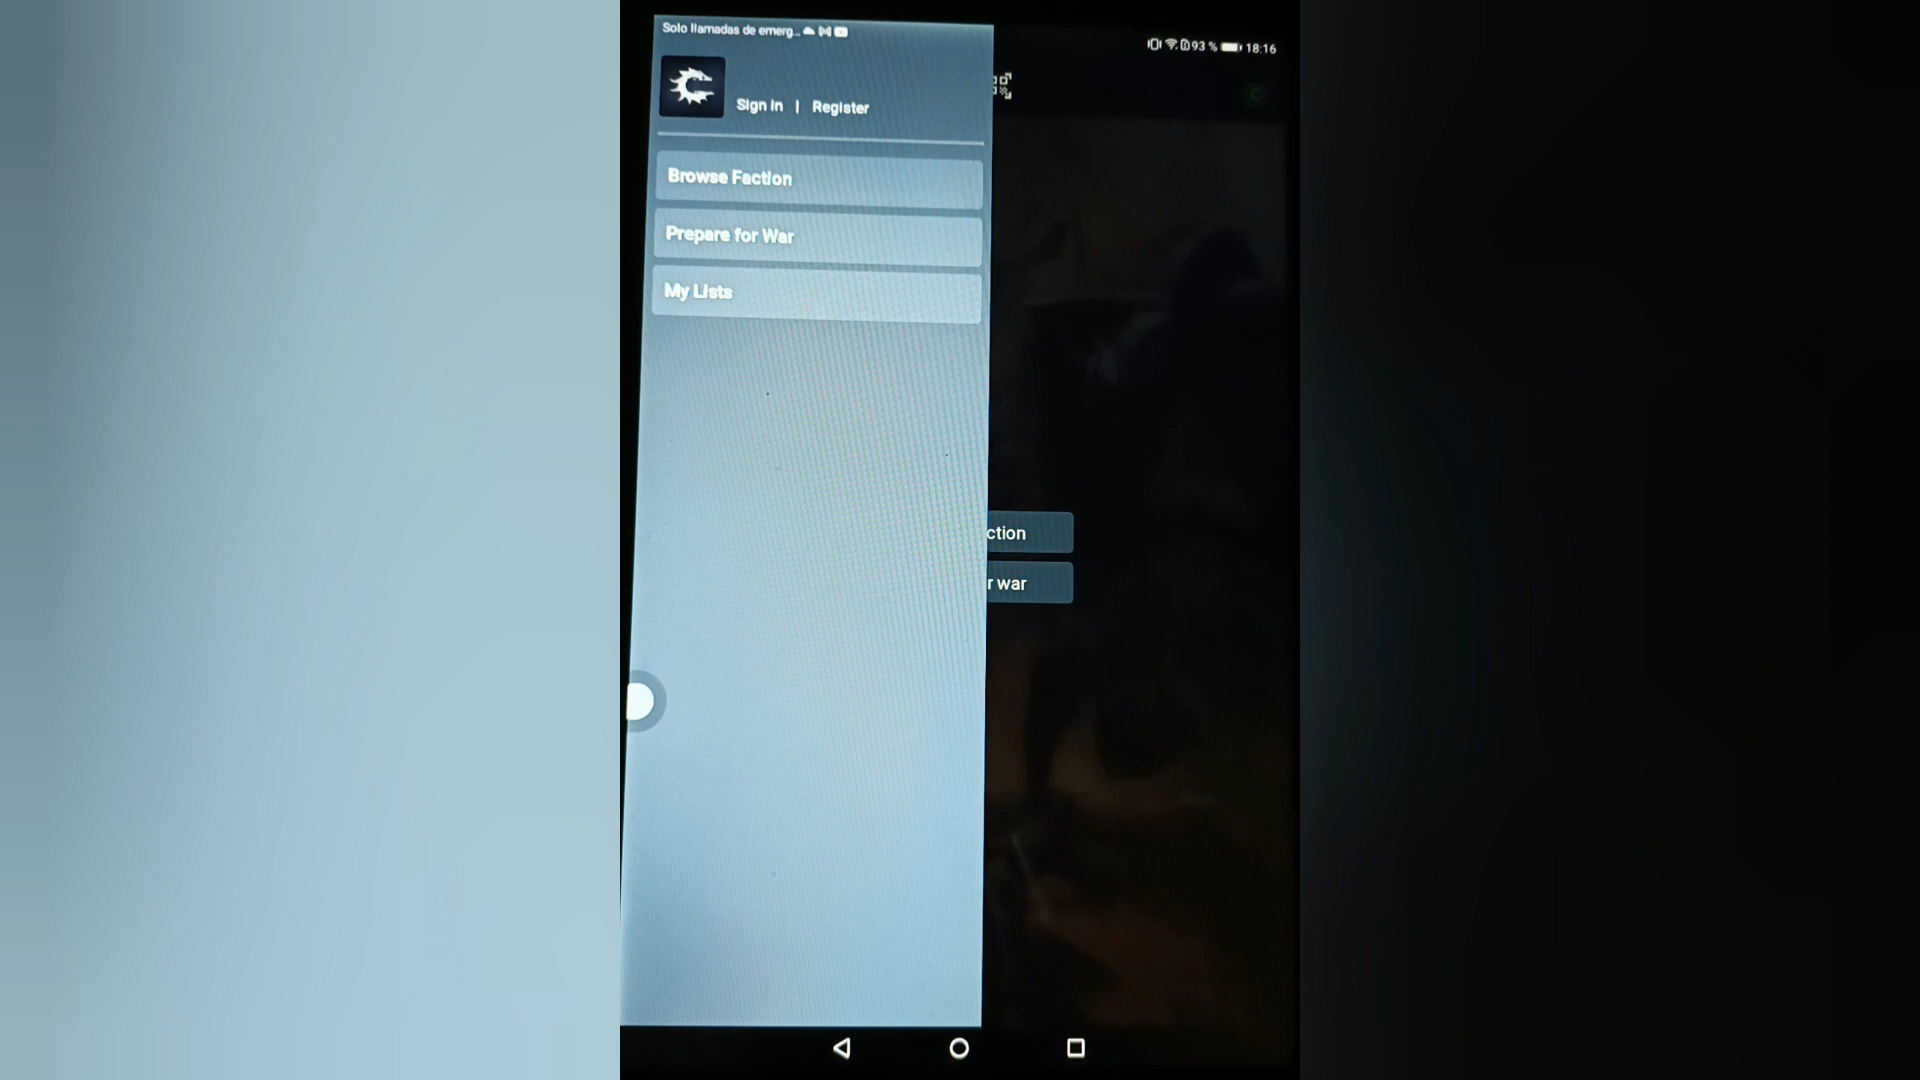 Solo llamadas de emerg...
93 % 18:16
Sign in | Register
Browse Faction
Prepare for War
My Lists
ction
r war